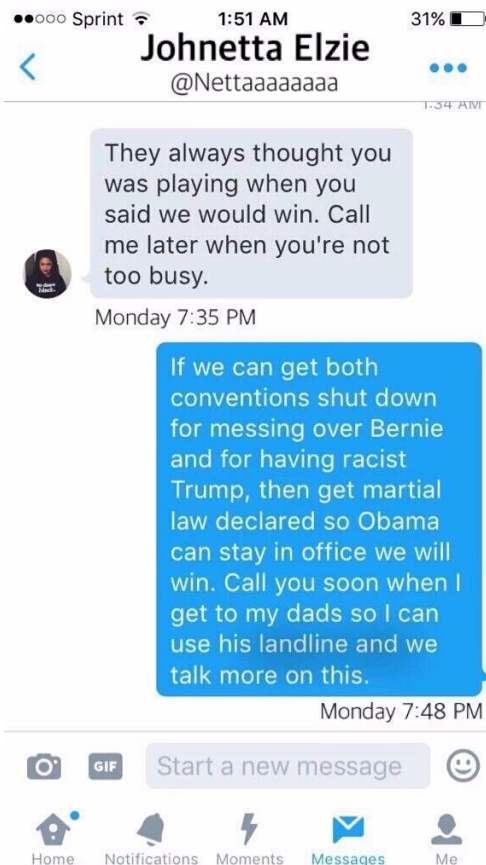 Sprint 1:51 AM 31%
Johnetta Elzie
@Nettaaaaaaaa
1:34 AM
They always thought you
was playing when you
said we would win. Call
me later when you're not
too busy.
Monday 7:35 PM
If we can get both
conventions shut down
for messing over Bernie
and for having racist
Trump, then get martial
law declared so Obama
can stay in office we will
win. Call you soon when I
get to my dads so I can
use his landline and we
talk more on this.
Monday 7:48 PM
GIF Start a new message
Home Notifications Moments Messages Me